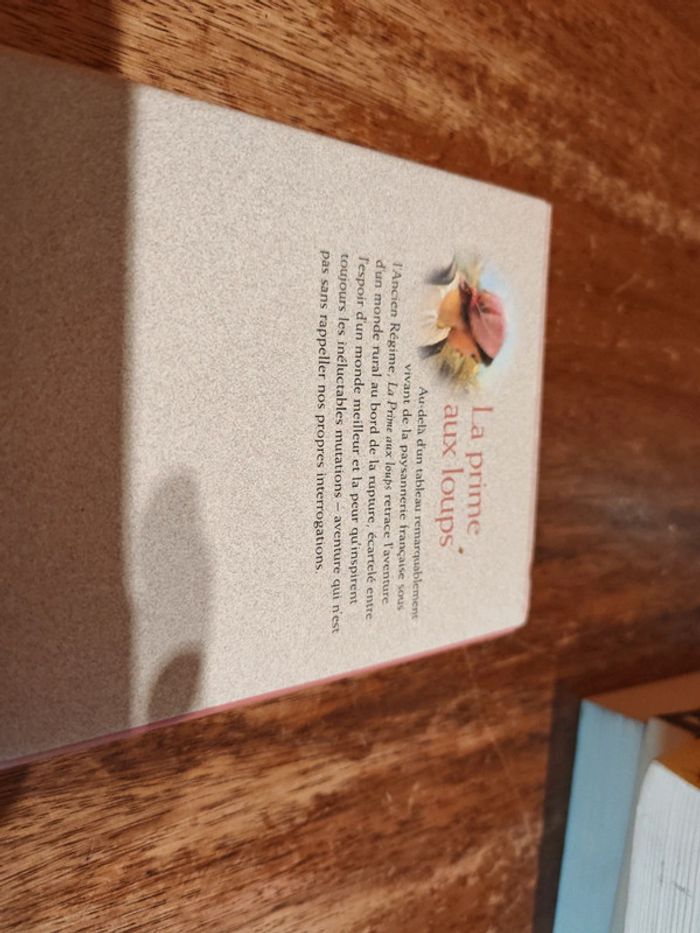 La prime
aux loups
Au-delà d'un tableau remarquablement
vivant de la paysannerie française sous
l'Ancien Régime, La Prime aux loups retrace l'aventure
d'un monde rural au bord de la rupture, écartelé entre
l'espoir d'un monde meilleur et la peur qu'inspirent
toujours les inéluctables mutations – aventure qui n'est
pas sans rappeller nos propres interrogations.